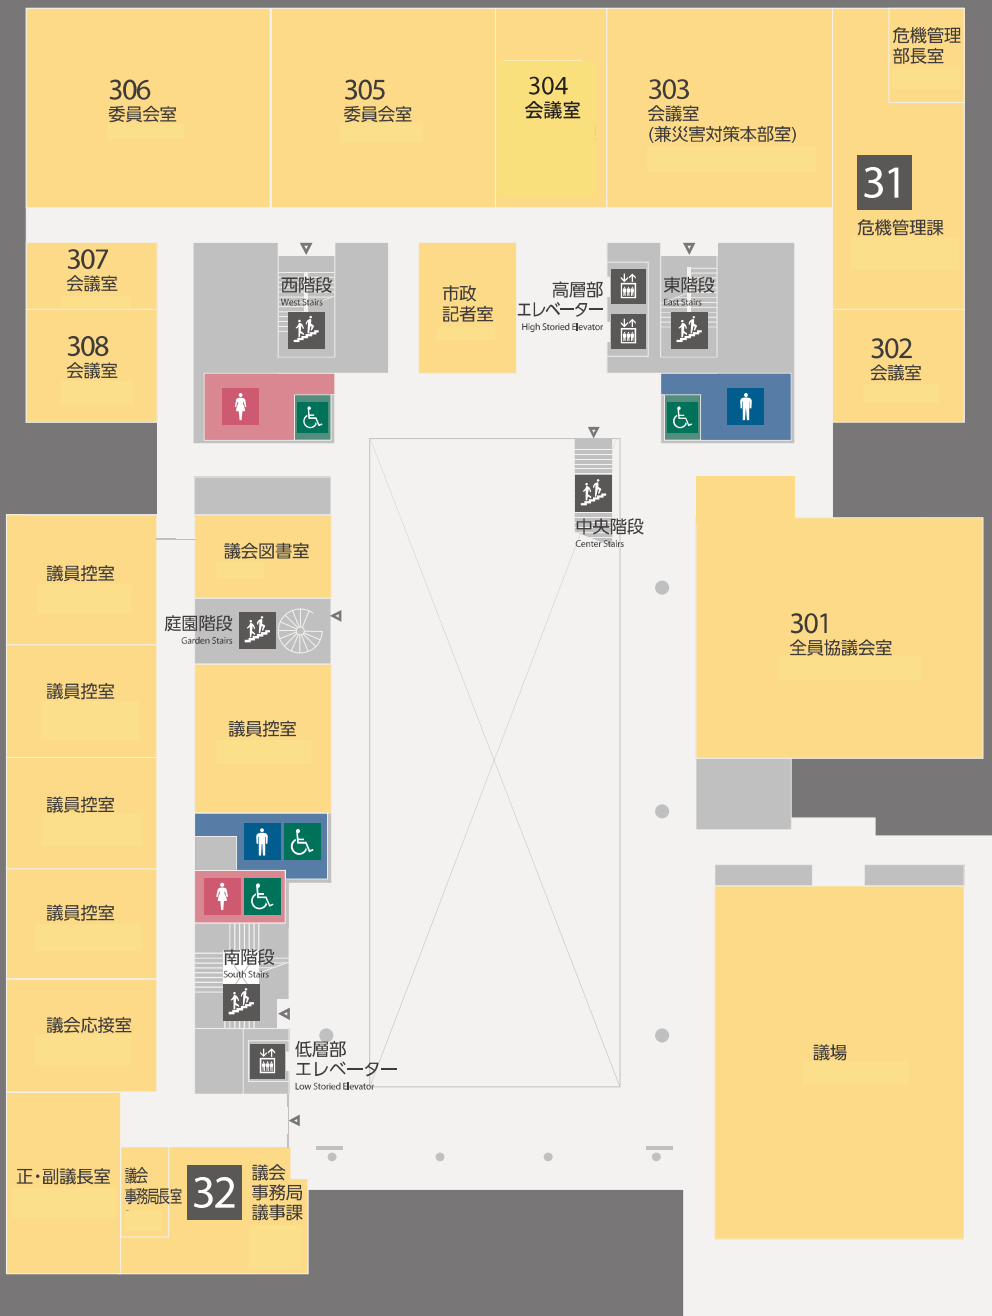 306
委員会室
305
委員会室
304
会議室
303
会議室
(兼災害対策本部室)
危機管理
部長室
31
危機管理課
307
会議室
308
会議室
西階段
West Stairs
市政
記者室
高層部
エレベーター
High Storied Elevator
東階段
East Stairs
302
会議室
中央階段
Center Stairs
議員控室
議会図書室
庭園階段
Garden Stairs
301
全員協議会室
議員控室
議員控室
議員控室
議員控室
南階段
South Stairs
議会応接室
低層部
エレベーター
Low Storied Elevator
議場
正・副議長室
議会
事務局長室
32
議会
事務局
議事課